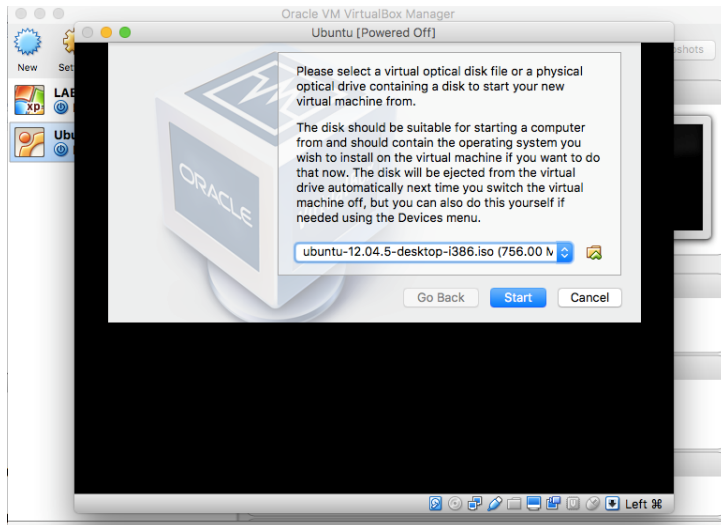 Oracle VM VirtualBox Manager
Ubuntu [Powered Off]
New
Set
shots
LAB
xp
Ubu
ORACLE
Please select a virtual optical disk file or a physical
optical drive containing a disk to start your new
virtual machine from.
The disk should be suitable for starting a computer
from and should contain the operating system you
wish to install on the virtual machine if you want to do
that now. The disk will be ejected from the virtual
drive automatically next time you switch the virtual
machine off, but you can also do this yourself if
needed using the Devices menu.
ubuntu-12.04.5-desktop-i386.iso (756.00 M
Go Back
Start
Cancel
Left ⌘